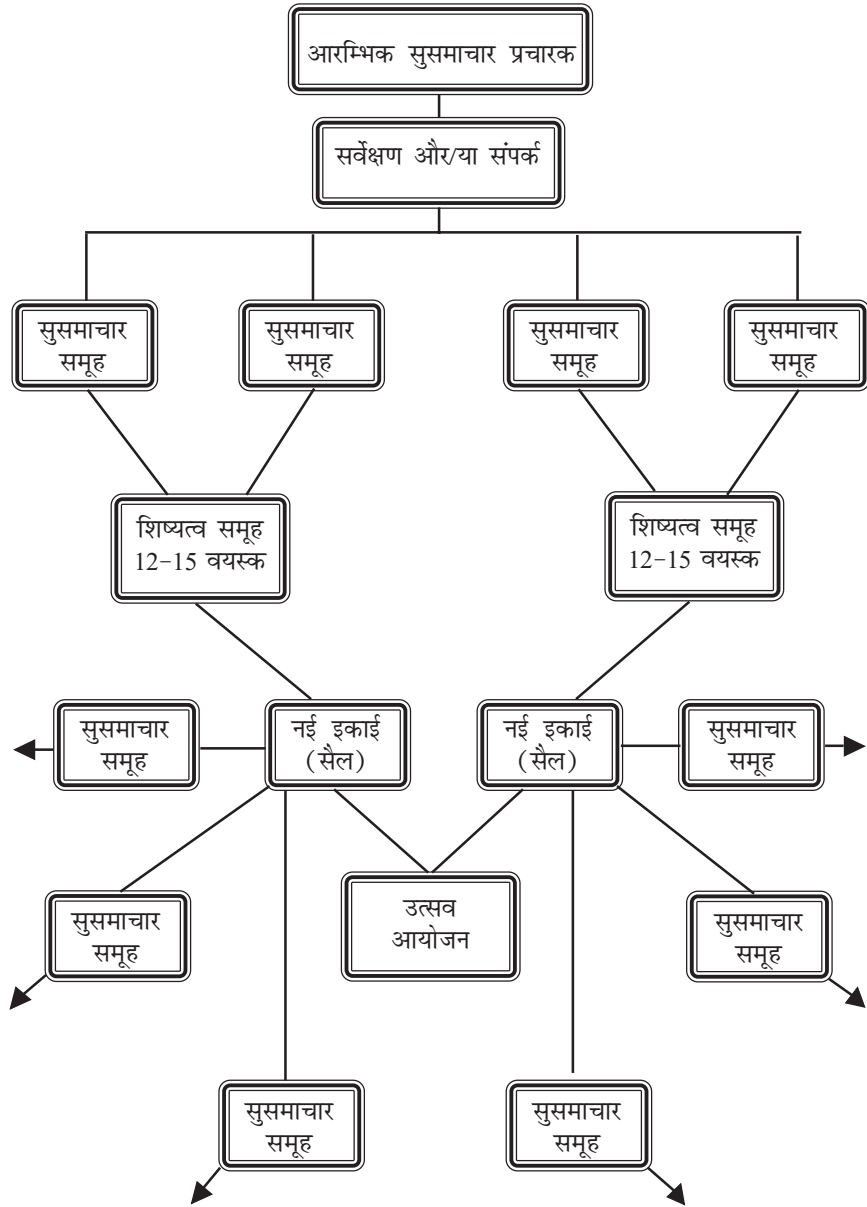 आरम्भिक सुसमाचार प्रचारक
सर्वेक्षण और/या संपर्क
सुसमाचार
समूह
सुसमाचार
समूह
सुसमाचार
समूह
सुसमाचार
समूह
शिष्यत्व समूह
12-15 वयस्क
शिष्यत्व समूह
12-15 वयस्क
सुसमाचार
समूह
नई इकाई
(सैल)
नई इकाई
(सैल)
सुसमाचार
समूह
सुसमाचार
समूह
उत्सव
आयोजन
सुसमाचार
समूह
सुसमाचार
समूह
सुसमाचार
समूह